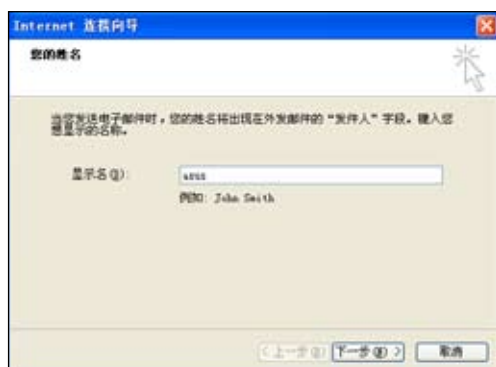 Internet 连接向导
您的姓名
当您发送电子邮件时，您的姓名将出现在外发邮件的“发件人”字段。键入您
想显示的名称。
显示名(D):
例如: John Smith
<上一步(B)
下一步(N) >
取消